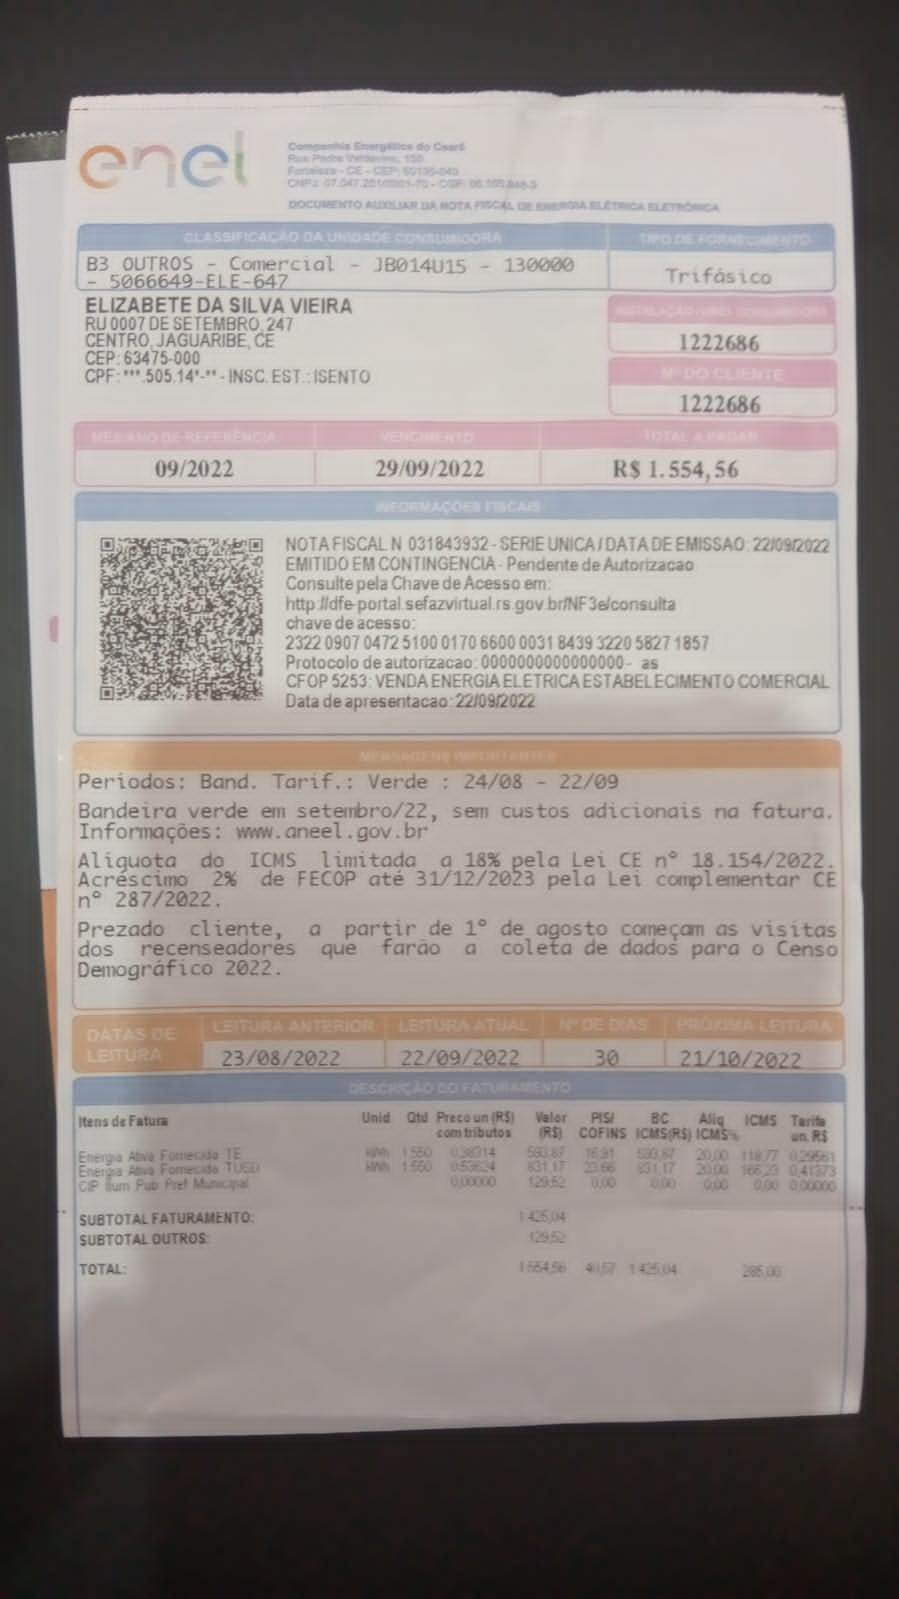 enel
Companhia Energética do Ceará
Rua Padre Valdevino, 150
Fortaleza - CE - CEP: 60135-040
DOCUMENTO AUXILIAR DA NOTA FISCAL DE ENERGIA ELÉTRICA ELETRÔNICA
CLASSIFICAÇÃO DA UNIDADE CONSUMIDORA
TIPO DE FORNECIMENTO
B3 OUTROS - Comercial - JB014U15 - 130000
- 5066649-ELE-647
Trifásico
ELIZABETE DA SILVA VIEIRA
RU 0007 DE SETEMBRO, 247
CENTRO, JAGUARIBE, CE
CEP: 63475-000
CPF: ***.505.14*-** - INSC. EST.: ISENTO
INSTALAÇÃO / UNID. CONSUMIDORA
1222686
Nº DO CLIENTE
1222686
MÊS/ANO DE REFERÊNCIA
VENCIMENTO
TOTAL A PAGAR
09/2022
29/09/2022
R$ 1.554,56
INFORMAÇÕES FISCAIS
NOTA FISCAL N 031843932 - SERIE UNICA / DATA DE EMISSAO: 22/09/2022
EMITIDO EM CONTINGENCIA - Pendente de Autorizacao
Consulte pela Chave de Acesso em:
http://dfe-portal.sefazvirtual.rs.gov.br/NF3e/consulta
chave de acesso:
2322 0907 0472 5100 0170 6600 0031 8439 3220 5827 1857
Protocolo de autorizacao: 0000000000000000 - as
CFOP 5253: VENDA ENERGIA ELETRICA ESTABELECIMENTO COMERCIAL
Data de apresentacao: 22/09/2022
MENSAGENS IMPORTANTES
Periodos: Band. Tarif.: Verde : 24/08 - 22/09
Bandeira verde em setembro/22, sem custos adicionais na fatura.
Informações: www.aneel.gov.br
Aliquota do ICMS limitada a 18% pela Lei CE nº 18.154/2022.
Acréscimo 2% de FECOP até 31/12/2023 pela Lei complementar CE
nº 287/2022.
Prezado cliente, a partir de 1º de agosto começam as visitas
dos recenseadores que farão a coleta de dados para o Censo
Demográfico 2022.
DATAS DE LEITURA
LEITURA ANTERIOR
LEITURA ATUAL
Nº DE DIAS
PRÓXIMA LEITURA
23/08/2022
22/09/2022
30
21/10/2022
DESCRIÇÃO DO FATURAMENTO
Itens de Fatura Unid Qtd Preco un (R$) com tributos Valor (R$) PIS/ COFINS BC ICMS(R$) Aliq ICMS% ICMS Tarifa un. R$
Energia Ativa Fornecida TE kWh 1.550 0,38314 593,87 16,91 593,87 20,00 118,77 0,29561
Energia Ativa Fornecida TUSD kWh 1.550 0,53624 831,17 23,66 831,17 20,00 166,23 0,41373
CIP Ilum Pub Pref Municipal 0,00000 129,52 0,00 0,00 0,00 0,00 0,00000
SUBTOTAL FATURAMENTO: 1.425,04
SUBTOTAL OUTROS: 129,52
TOTAL: 1.554,56 40,57 1.425,04 285,00